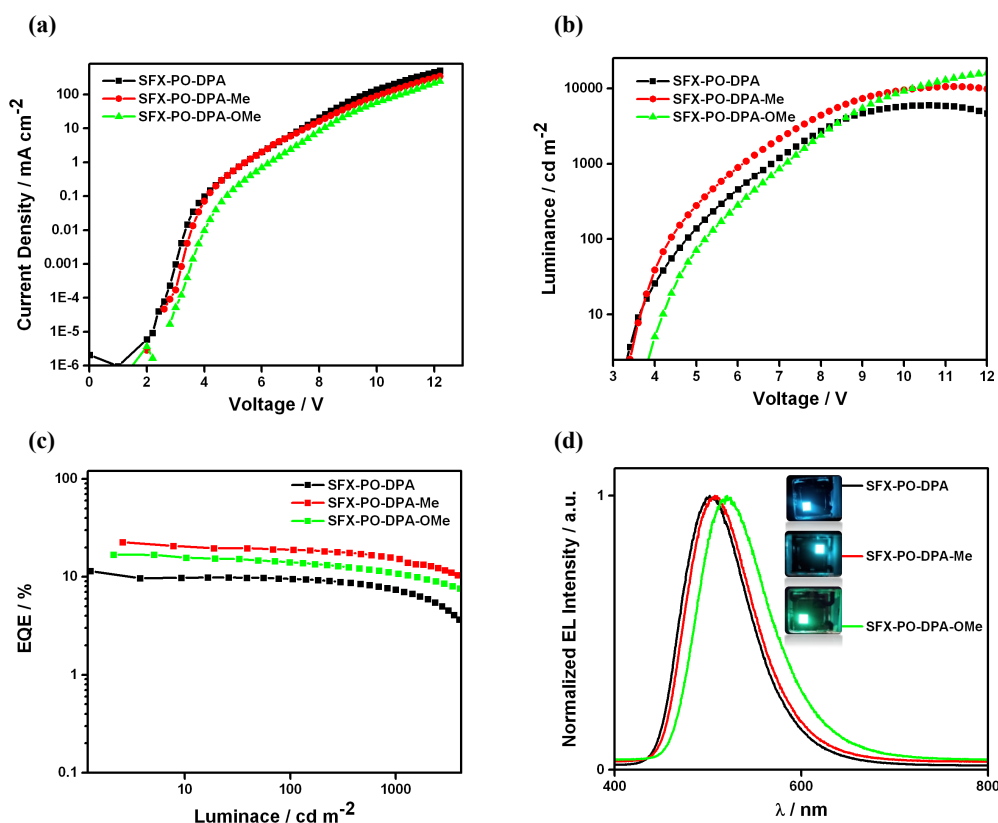 (a)
SFX-PO-DPA
SFX-PO-DPA-Me
SFX-PO-DPA-OMe
Current Density / mA cm-2
100
10
1
0.1
0.01
0.001
1E-4
1E-5
1E-6
0 2 4 6 8 10 12
Voltage / V
(b)
SFX-PO-DPA
SFX-PO-DPA-Me
SFX-PO-DPA-OMe
Luminance / cd m-2
10000
1000
100
10
3 4 5 6 7 8 9 10 11 12
Voltage / V
(c)
SFX-PO-DPA
SFX-PO-DPA-Me
SFX-PO-DPA-OMe
EQE / %
100
10
1
0.1
10 100 1000
Luminace / cd m-2
(d)
SFX-PO-DPA
SFX-PO-DPA-Me
SFX-PO-DPA-OMe
Normalized EL Intensity / a.u.
1
0
400 600 800
λ / nm